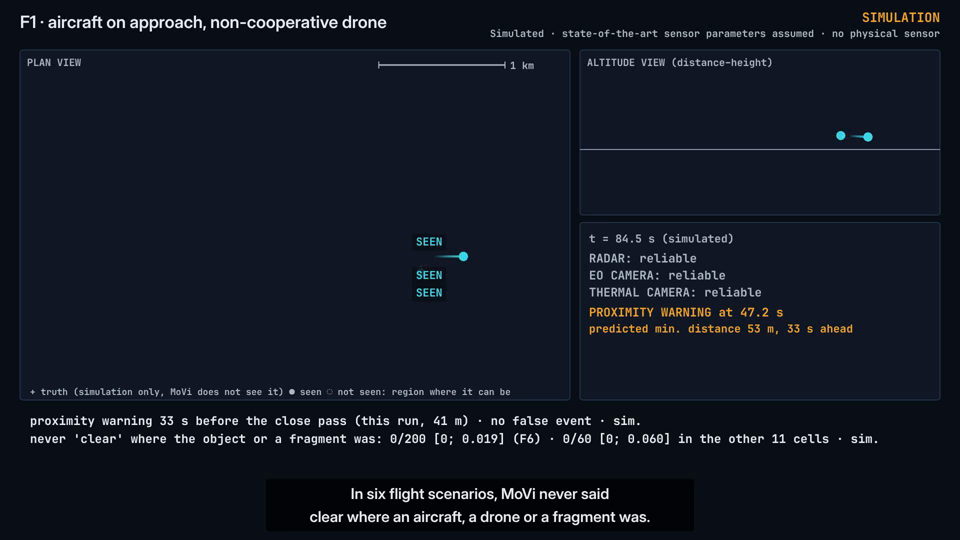 F1 · aircraft on approach, non-cooperative drone
SIMULATION
Simulated · state-of-the-art sensor parameters assumed · no physical sensor
PLAN VIEW
1 km
SEEN
SEEN
SEEN
+ truth (simulation only, MoVi does not see it) ● seen ○ not seen: region where it can be
ALTITUDE VIEW (distance-height)
t = 84.5 s (simulated)
RADAR: reliable
EO CAMERA: reliable
THERMAL CAMERA: reliable
PROXIMITY WARNING at 47.2 s
predicted min. distance 53 m, 33 s ahead
proximity warning 33 s before the close pass (this run, 41 m) · no false event · sim.
never 'clear' where the object or a fragment was: 0/200 [0; 0.019] (F6) · 0/60 [0; 0.060] in the other 11 cells · sim.
In six flight scenarios, MoVi never said
clear where an aircraft, a drone or a fragment was.